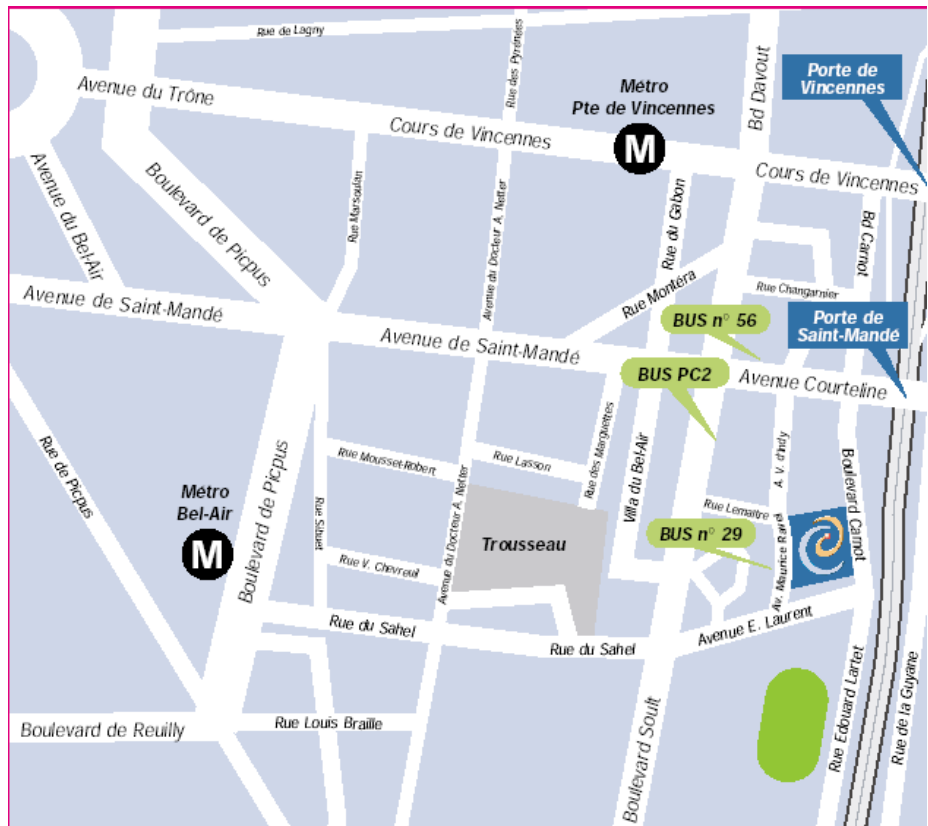 Rue de Lagny
Rue des Pyrénées
Bd Davout
Porte de
Vincennes
Avenue du Trône
Métro
Pte de Vincennes
M
Cours de Vincennes
Cours de Vincennes
Avenue du Bel-Air
Boulevard de Picpus
Rue Marsoulan
Avenue du Docteur A. Netter
Rue du Gabon
Bd Carnot
Rue Montéra
Rue Changarnier
Avenue de Saint-Mandé
Avenue de Saint-Mandé
BUS n° 56
Porte de
Saint-Mandé
BUS PC2
Avenue Courteline
Rue de Picpus
Boulevard de Picpus
Rue Mousset-Robert
Rue Lasson
Rue des Marguettes
Villa du Bel-Air
A. V. d'Indy
Boulevard Carnot
Métro
Bel-Air
M
Rue Sibuet
Avenue du Docteur A. Netter
Trousseau
Rue Lemaitre
BUS n° 29
Av. Maurice Ravel
Rue V. Chevreuil
Rue du Sahel
Rue du Sahel
Avenue E. Laurent
Boulevard de Reuilly
Rue Louis Braille
Boulevard Soult
Rue Edouard Lartet
Rue de la Guyane